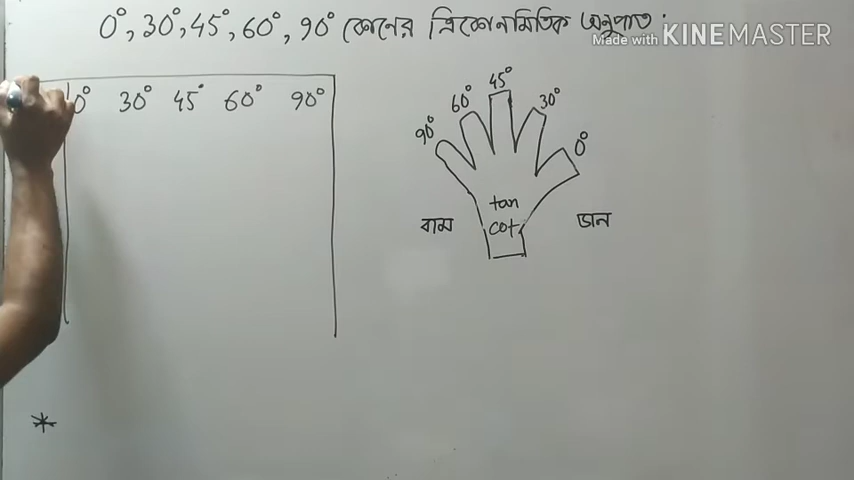 0°, 30°, 45°, 60°, 90° কোনের ত্রিকোনমিতিক অনুপাত :
Made with KINEMASTER
0° 30° 45° 60° 90°
90° 60° 45° 30° 0°
tan
বাম cot ডান
*